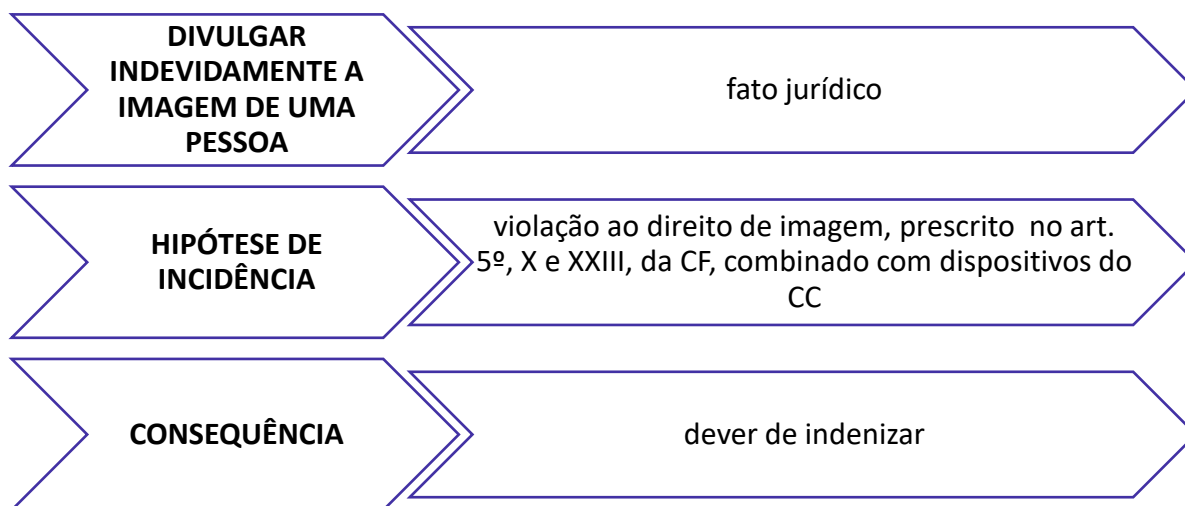 DIVULGAR
INDEVIDAMENTE A
IMAGEM DE UMA
PESSOA
fato jurídico
HIPÓTESE DE
INCIDÊNCIA
violação ao direito de imagem, prescrito no art.
5º, X e XXIII, da CF, combinado com dispositivos do
CC
CONSEQUÊNCIA
dever de indenizar